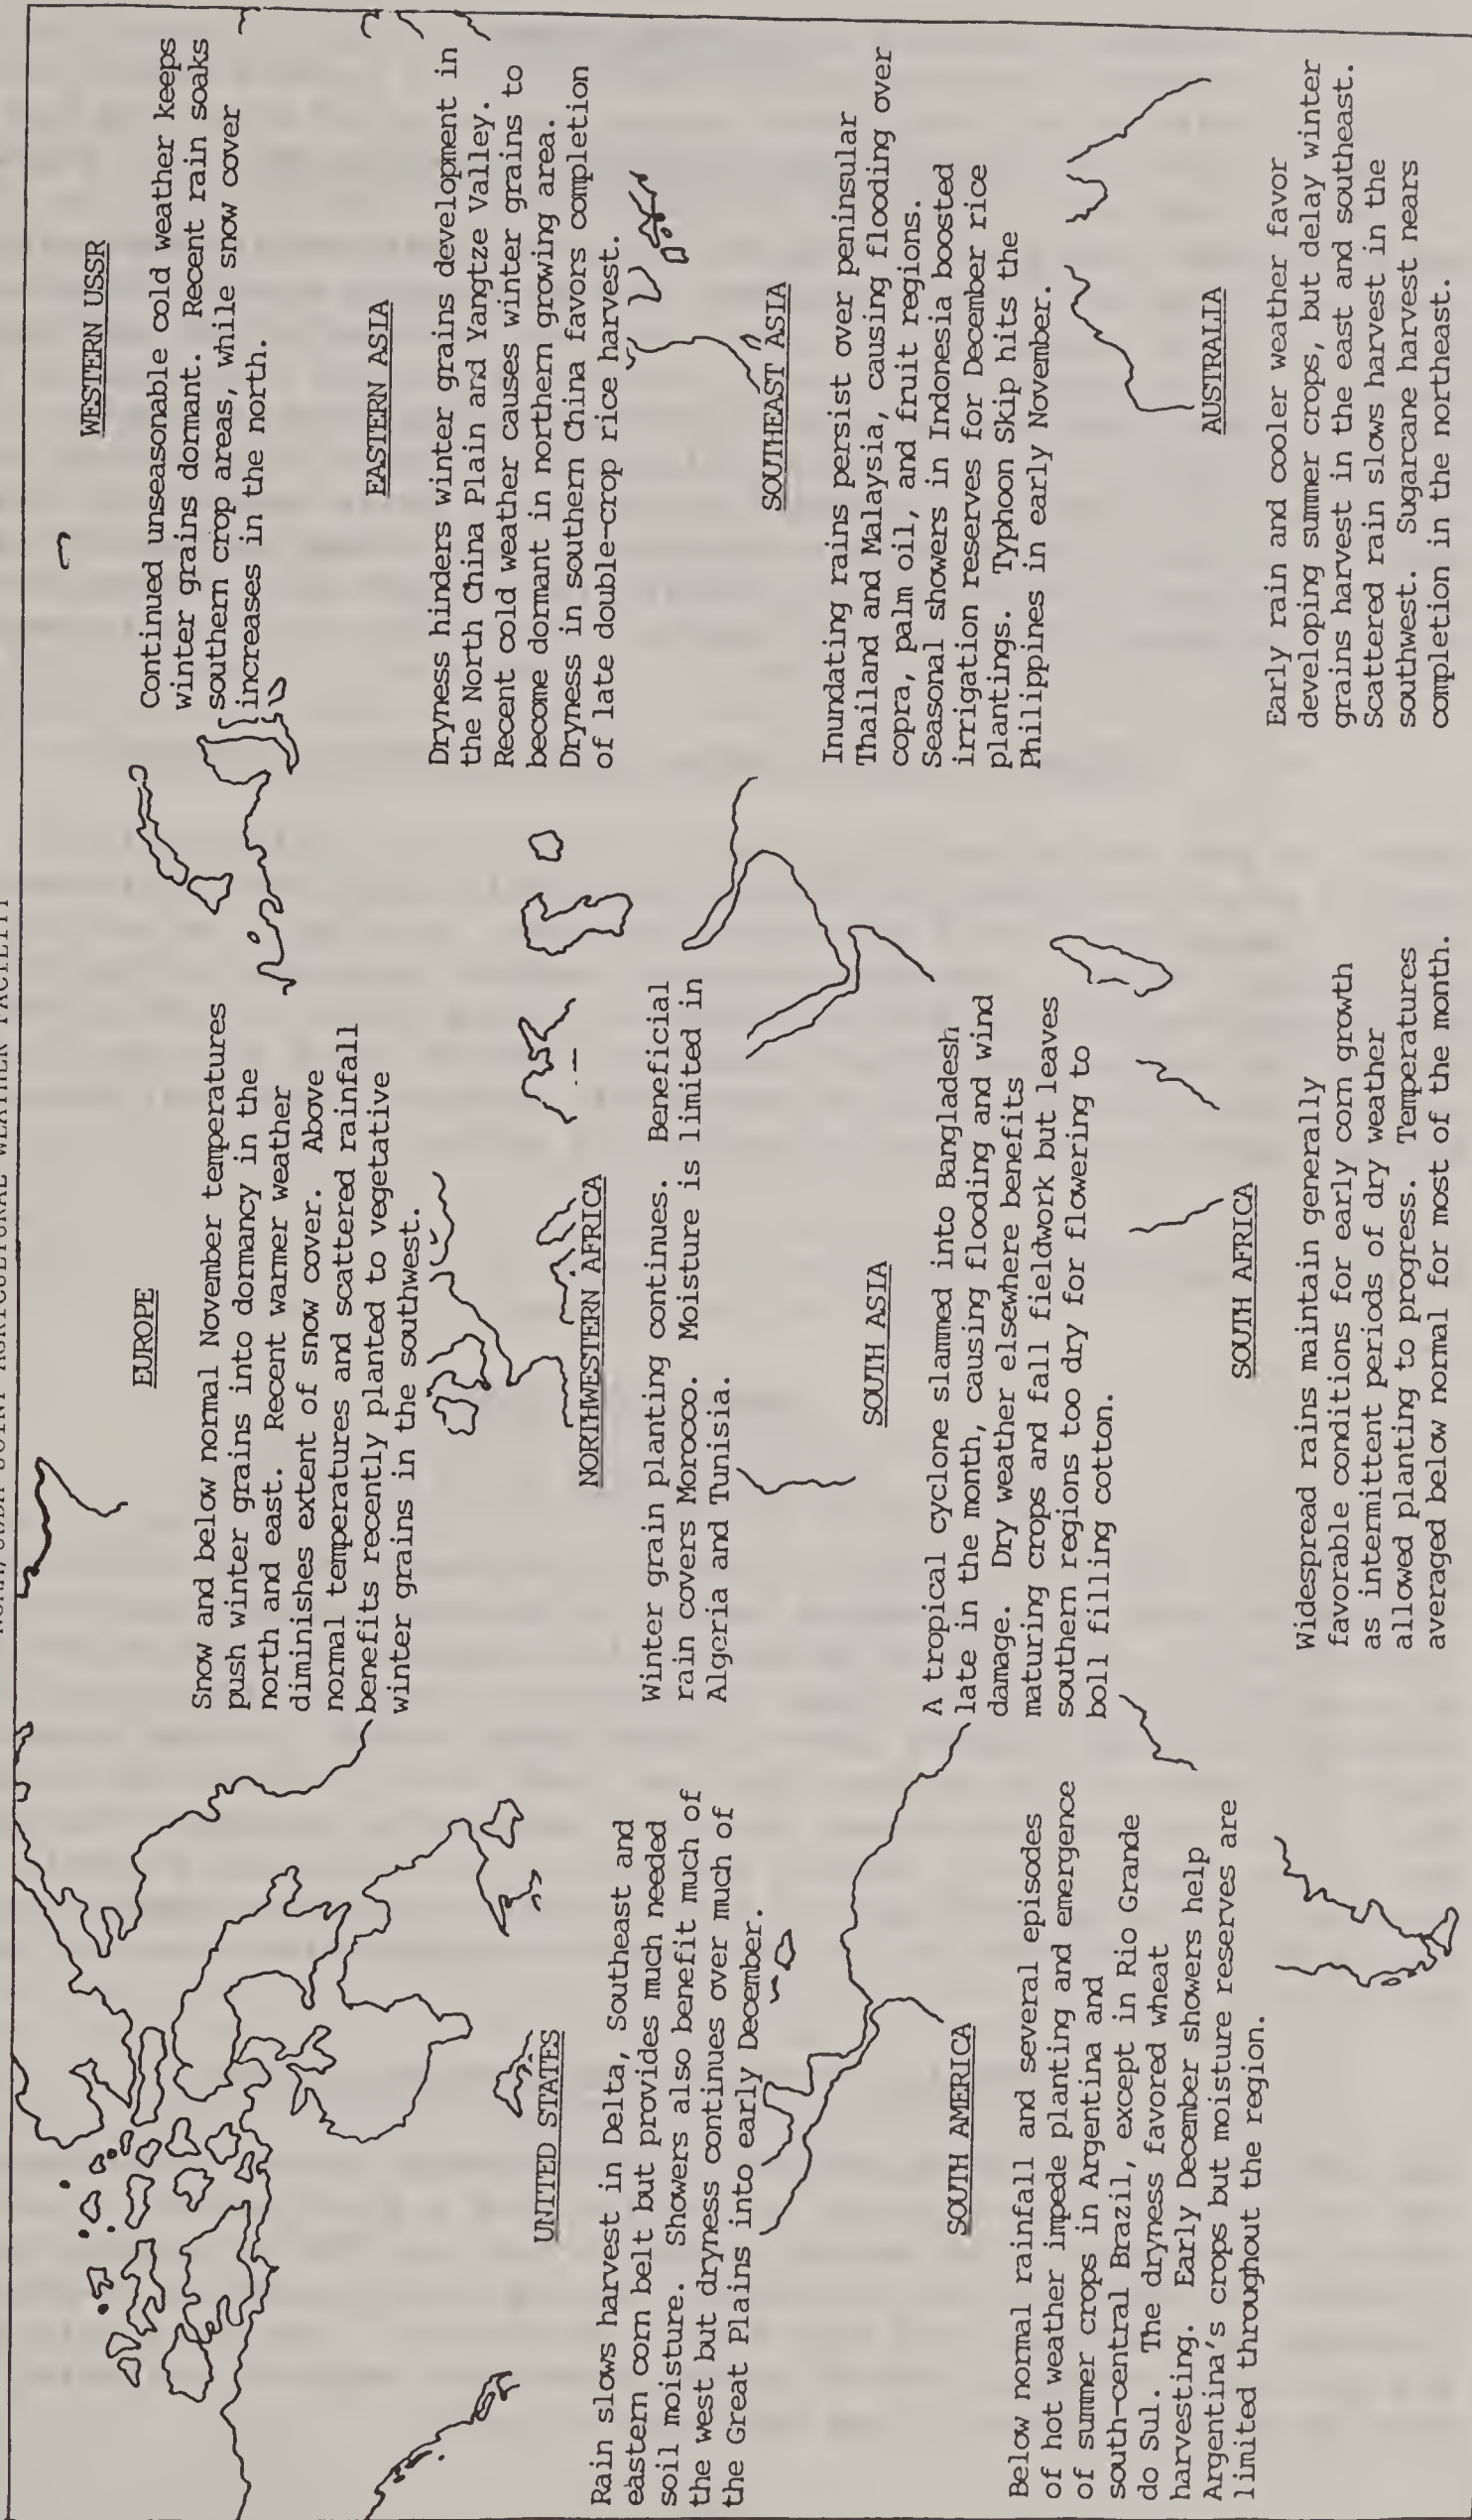 JOINT AGRICULTURAL WEATHER FACILITY
UNITED STATES
Rain slows harvest in Delta, Southeast and
eastern corn belt but provides much needed
soil moisture. Showers also benefit much of
the west but dryness continues over much of
the Great Plains into early December.
SOUTH AMERICA
Below normal rainfall and several episodes
of hot weather impede planting and emergence
of summer crops in Argentina and
south-central Brazil, except in Rio Grande
do Sul. The dryness favored wheat
harvesting. Early December showers help
Argentina's crops but moisture reserves are
limited throughout the region.
EUROPE
Snow and below normal November temperatures
push winter grains into dormancy in the
north and east. Recent warmer weather
diminishes extent of snow cover. Above
normal temperatures and scattered rainfall
benefits recently planted to vegetative
winter grains in the southwest.
NORTHWESTERN AFRICA
Winter grain planting continues. Beneficial
rain covers Morocco. Moisture is limited in
Algeria and Tunisia.
SOUTH ASIA
A tropical cyclone slammed into Bangladesh
late in the month, causing flooding and wind
damage. Dry weather elsewhere benefits
maturing crops and fall fieldwork but leaves
southern regions too dry for flowering to
boll filling cotton.
SOUTH AFRICA
Widespread rains maintain generally
favorable conditions for early corn growth
as intermittent periods of dry weather
allowed planting to progress. Temperatures
averaged below normal for most of the month.
WESTERN USSR
Continued unseasonable cold weather keeps
winter grains dormant. Recent rain soaks
southern crop areas, while snow cover
increases in the north.
EASTERN ASIA
Dryness hinders winter grains development in
the North China Plain and Yangtze Valley.
Recent cold weather causes winter grains to
become dormant in northern growing area.
Dryness in southern China favors completion
of late double-crop rice harvest.
SOUTHEAST ASIA
Inundating rains persist over peninsular
Thailand and Malaysia, causing flooding over
copra, palm oil, and fruit regions.
Seasonal showers in Indonesia boosted
irrigation reserves for December rice
plantings. Typhoon Skip hits the
Philippines in early November.
AUSTRALIA
Early rain and cooler weather favor
developing summer crops, but delay winter
grains harvest in the east and southeast.
Scattered rain slows harvest in the
southwest. Sugarcane harvest nears
completion in the northeast.